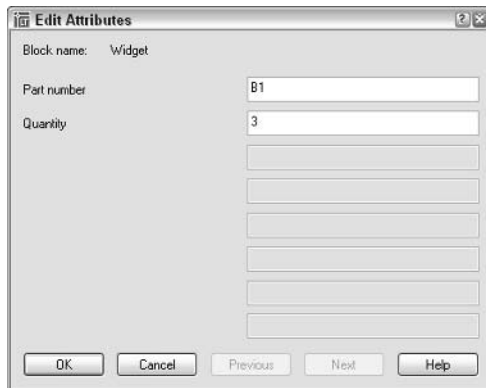 Edit Attributes
Block name: Widget
Part number B1
Quantity 3
OK Cancel Previous Next Help